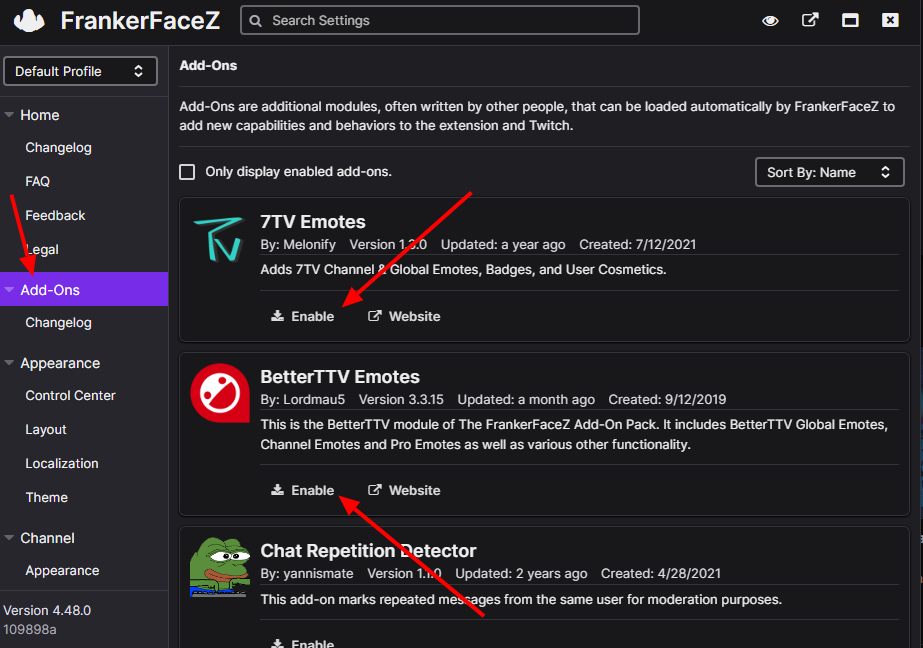 FrankerFaceZ
Search Settings
Default Profile
Home
Changelog
FAQ
Feedback
Legal
Add-Ons
Changelog
Appearance
Control Center
Layout
Localization
Theme
Channel
Appearance
Version 4.48.0
109898a
Add-Ons
Add-Ons are additional modules, often written by other people, that can be loaded automatically by FrankerFaceZ to
add new capabilities and behaviors to the extension and Twitch.
Only display enabled add-ons.
Sort By: Name
7TV Emotes
By: Melonify Version 1.3.0 Updated: a year ago Created: 7/12/2021
Adds 7TV Channel & Global Emotes, Badges, and User Cosmetics.
Enable Website
BetterTTV Emotes
By: Lordmau5 Version 3.3.15 Updated: a month ago Created: 9/12/2019
This is the BetterTTV module of The FrankerFaceZ Add-On Pack. It includes BetterTTV Global Emotes,
Channel Emotes and Pro Emotes as well as various other functionality.
Enable Website
Chat Repetition Detector
By: yannismate Version 1.1.0 Updated: 2 years ago Created: 4/28/2021
This add-on marks repeated messages from the same user for moderation purposes.
Enable